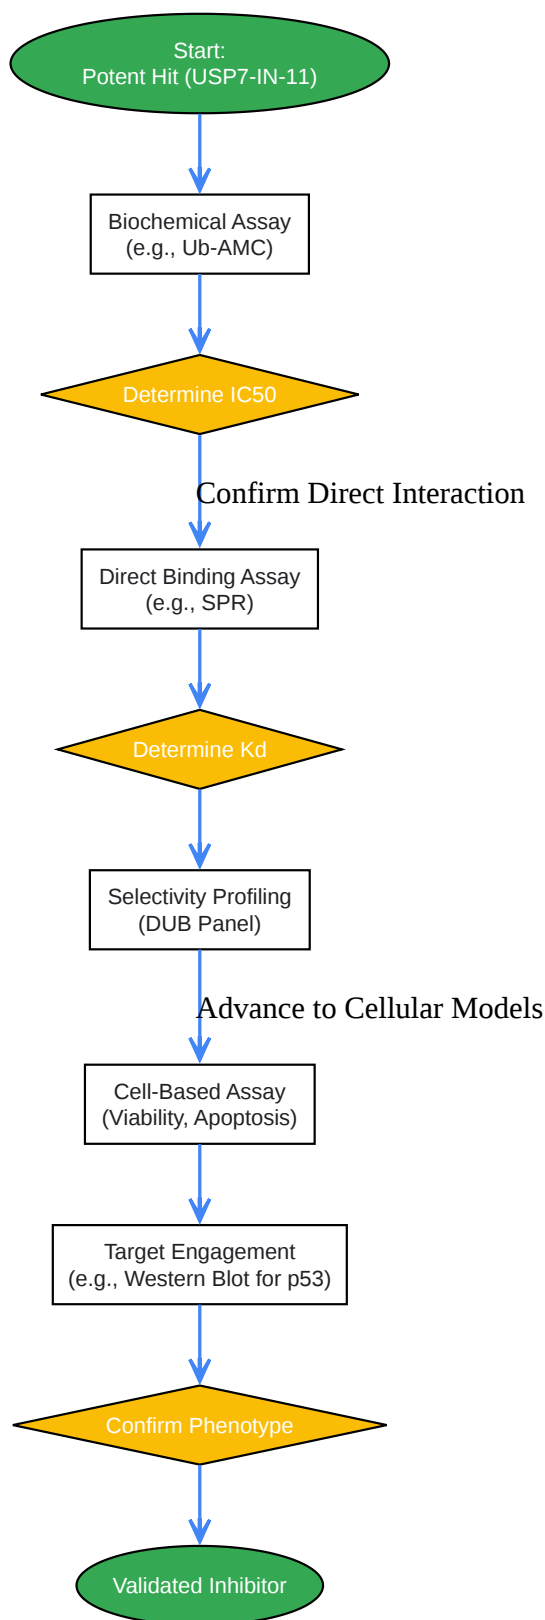 Start:
Potent Hit (USP7-IN-11)
Biochemical Assay
(e.g., Ub-AMC)
Determine IC50
Confirm Direct Interaction
Direct Binding Assay
(e.g., SPR)
Determine Kd
Selectivity Profiling
(DUB Panel)
Advance to Cellular Models
Cell-Based Assay
(Viability, Apoptosis)
Target Engagement
(e.g., Western Blot for p53)
Confirm Phenotype
Validated Inhibitor